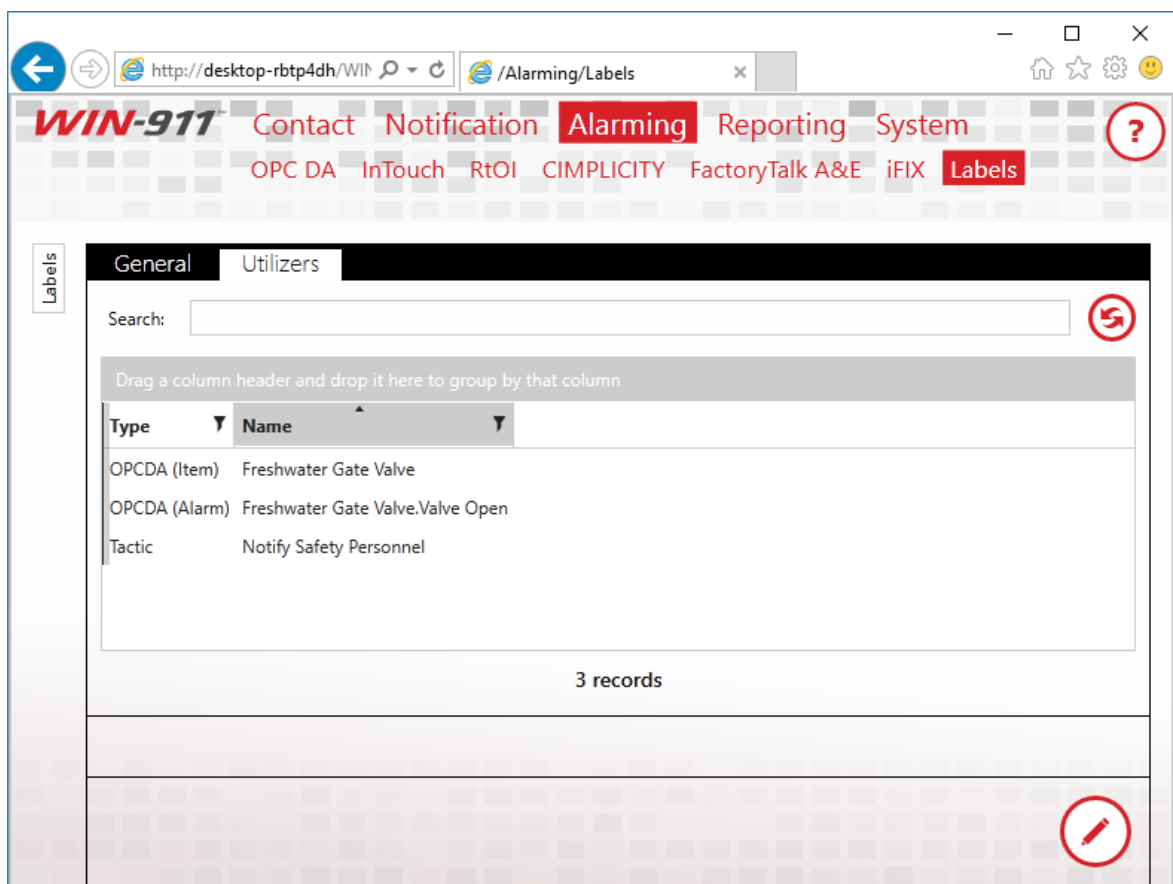 http://desktop-rbtp4dh/WIN
/Alarming/Labels
WIN-911™ Contact Notification Alarming Reporting System ?
OPC DA InTouch RtOI CIMPLICITY FactoryTalk A&E iFIX Labels
Labels
General Utilizers
Search:
Drag a column header and drop it here to group by that column
Type Name
OPCDA (Item) Freshwater Gate Valve
OPCDA (Alarm) Freshwater Gate Valve.Valve Open
Tactic Notify Safety Personnel
3 records